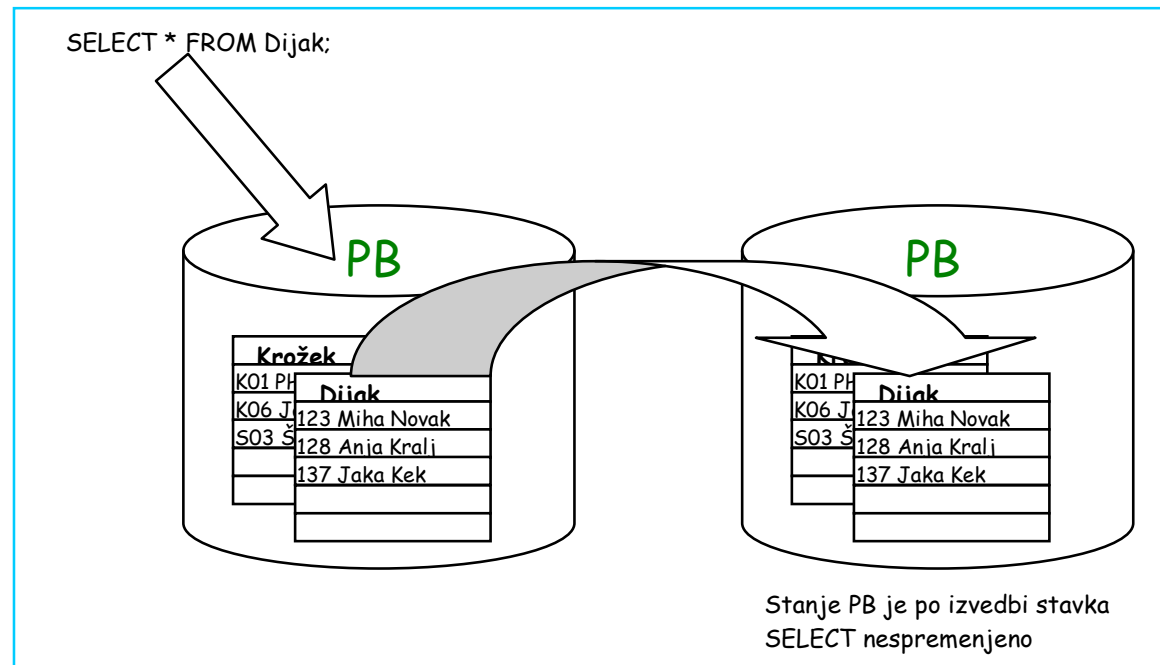 SELECT * FROM Dijak;
PB
Krožek
K01 PH
K06
S03 Š
Dijak
123 Miha Novak
128 Anja Kralj
137 Jaka Kek
PB
K01 PH
K06
S03 Š
Dijak
123 Miha Novak
128 Anja Kralj
137 Jaka Kek
Stanje PB je po izvedbi stavka
SELECT nespremenjeno